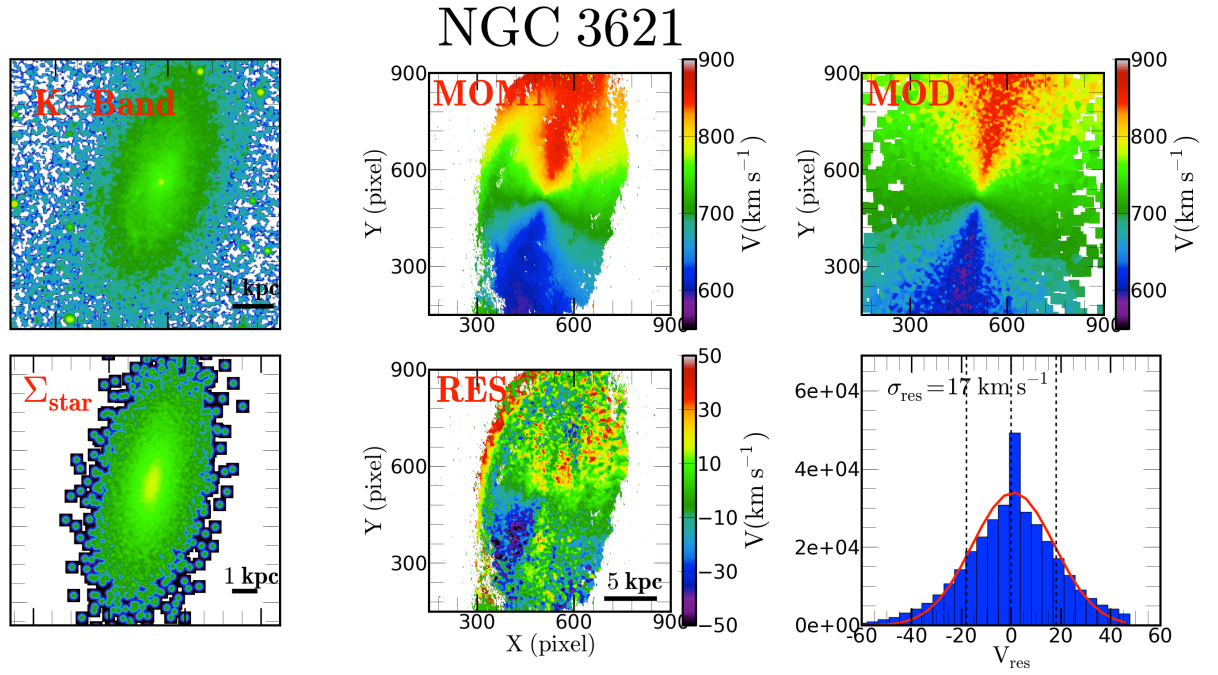 NGC 3621
K−Band
1 kpc
MOM1
Y (pixel)
900
600
300
300 600 900
900
800
700
600
V(km s−1)
MOD
Y (pixel)
900
600
300
300 600 900
900
800
700
600
V(km s−1)
Σstar
1 kpc
RES
Y (pixel)
900
600
300
300 600 900
X (pixel)
5 kpc
50
30
10
−10
−30
−50
V(km s−1)
σres=17 km s−1
6e+04
4e+04
2e+04
0e+00
-60 -40 -20 0 20 40 60
Vres